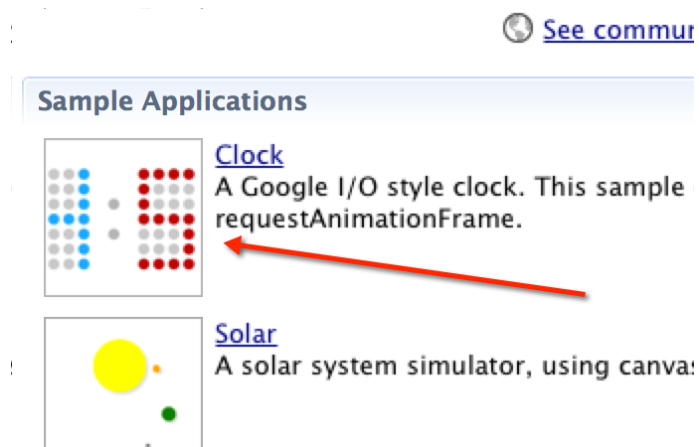 See commun
Sample Applications
Clock
A Google I/O style clock. This sample
requestAnimationFrame.
Solar
A solar system simulator, using canvas